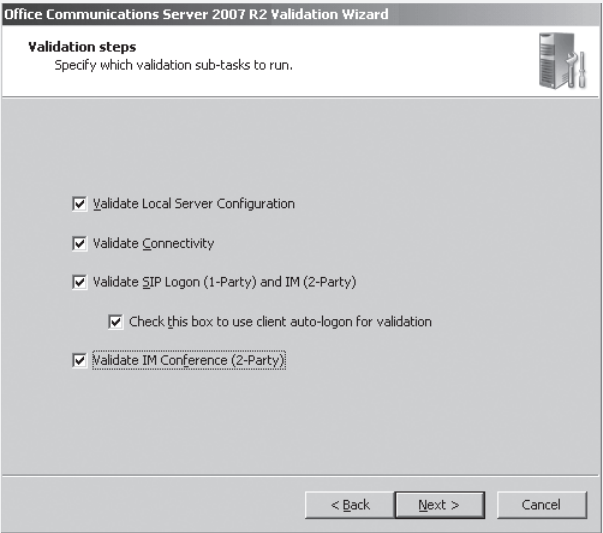 Office Communications Server 2007 R2 Validation Wizard
Validation steps
Specify which validation sub-tasks to run.
Validate Local Server Configuration
Validate Connectivity
Validate SIP Logon (1-Party) and IM (2-Party)
Check this box to use client auto-logon for validation
Validate IM Conference (2-Party)
< Back Next > Cancel